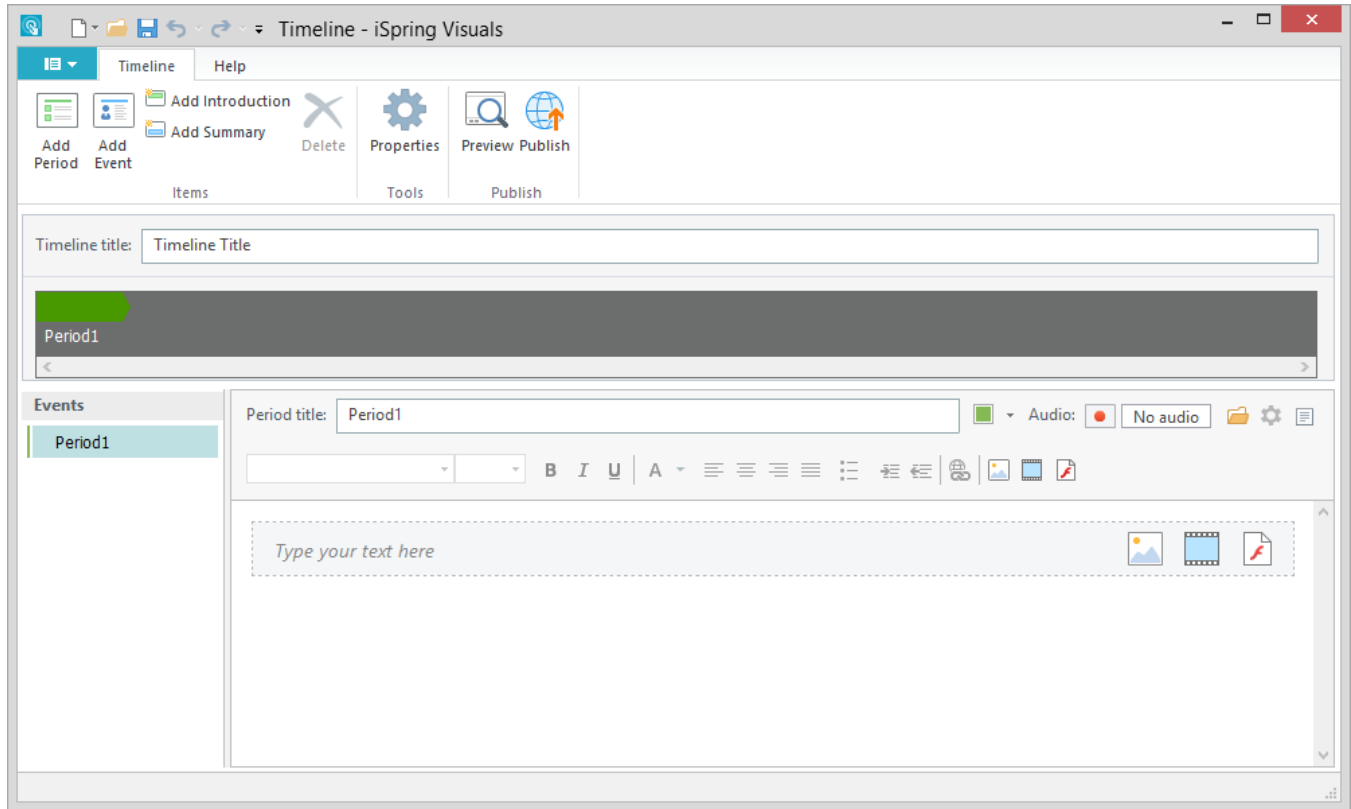 Timeline - iSpring Visuals
Timeline Help
Add Period
Add Event
Add Introduction
Add Summary
Delete
Properties
Preview Publish
Items Tools Publish
Timeline title: Timeline Title
Period1
Events
Period1
Period title: Period1 Audio: No audio
B I U A
Type your text here